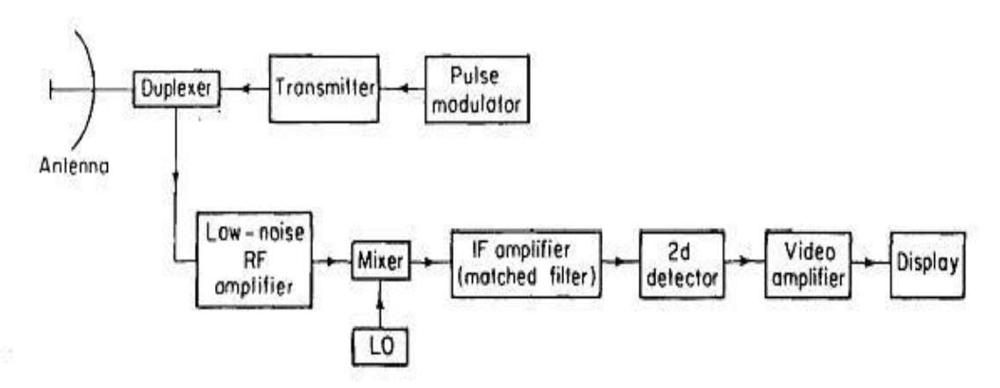 Duplexer
Transmitter
Pulse
modulator
Antenna
Low-noise
RF
amplifier
Mixer
IF amplifier
(matched filter)
2d
detector
Video
amplifier
Display
LO